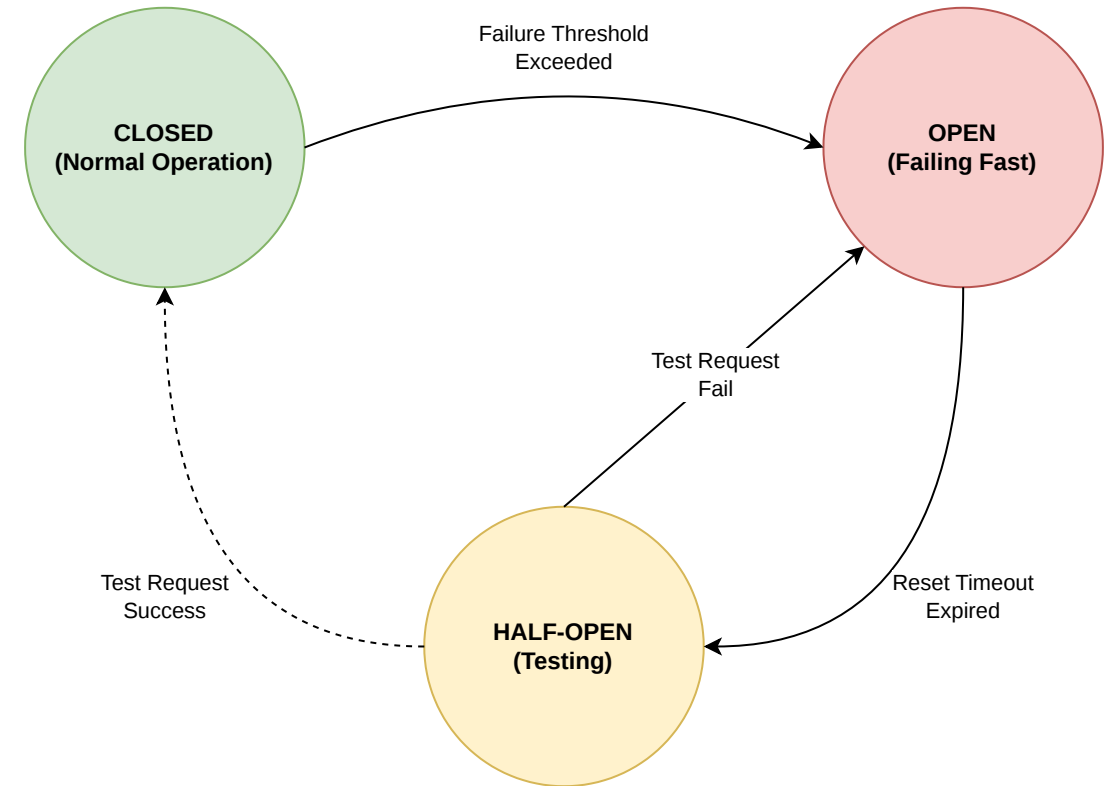 Failure Threshold
Exceeded
CLOSED
(Normal Operation)
OPEN
(Failing Fast)
Test Request
Fail
Test Request
Success
Reset Timeout
Expired
HALF-OPEN
(Testing)